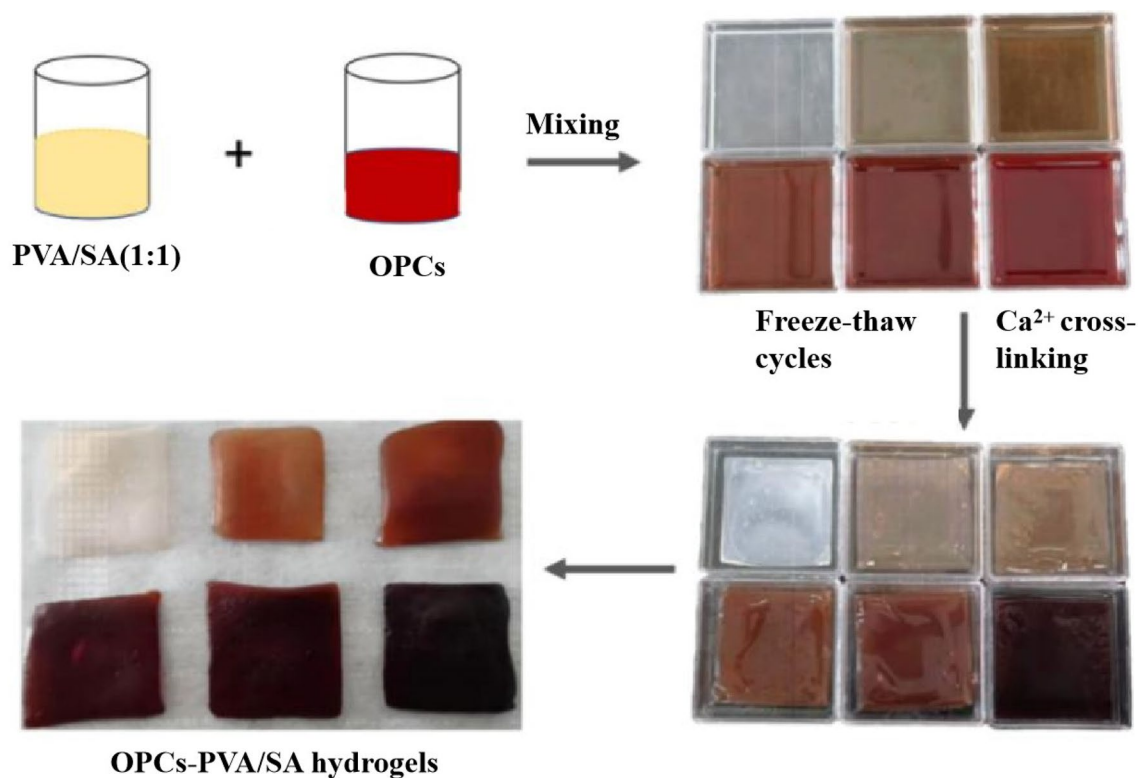 Mixing
+
PVA/SA(1:1)
OPCs
Freeze-thaw
cycles
Ca²⁺ cross-
linking
OPCs-PVA/SA hydrogels